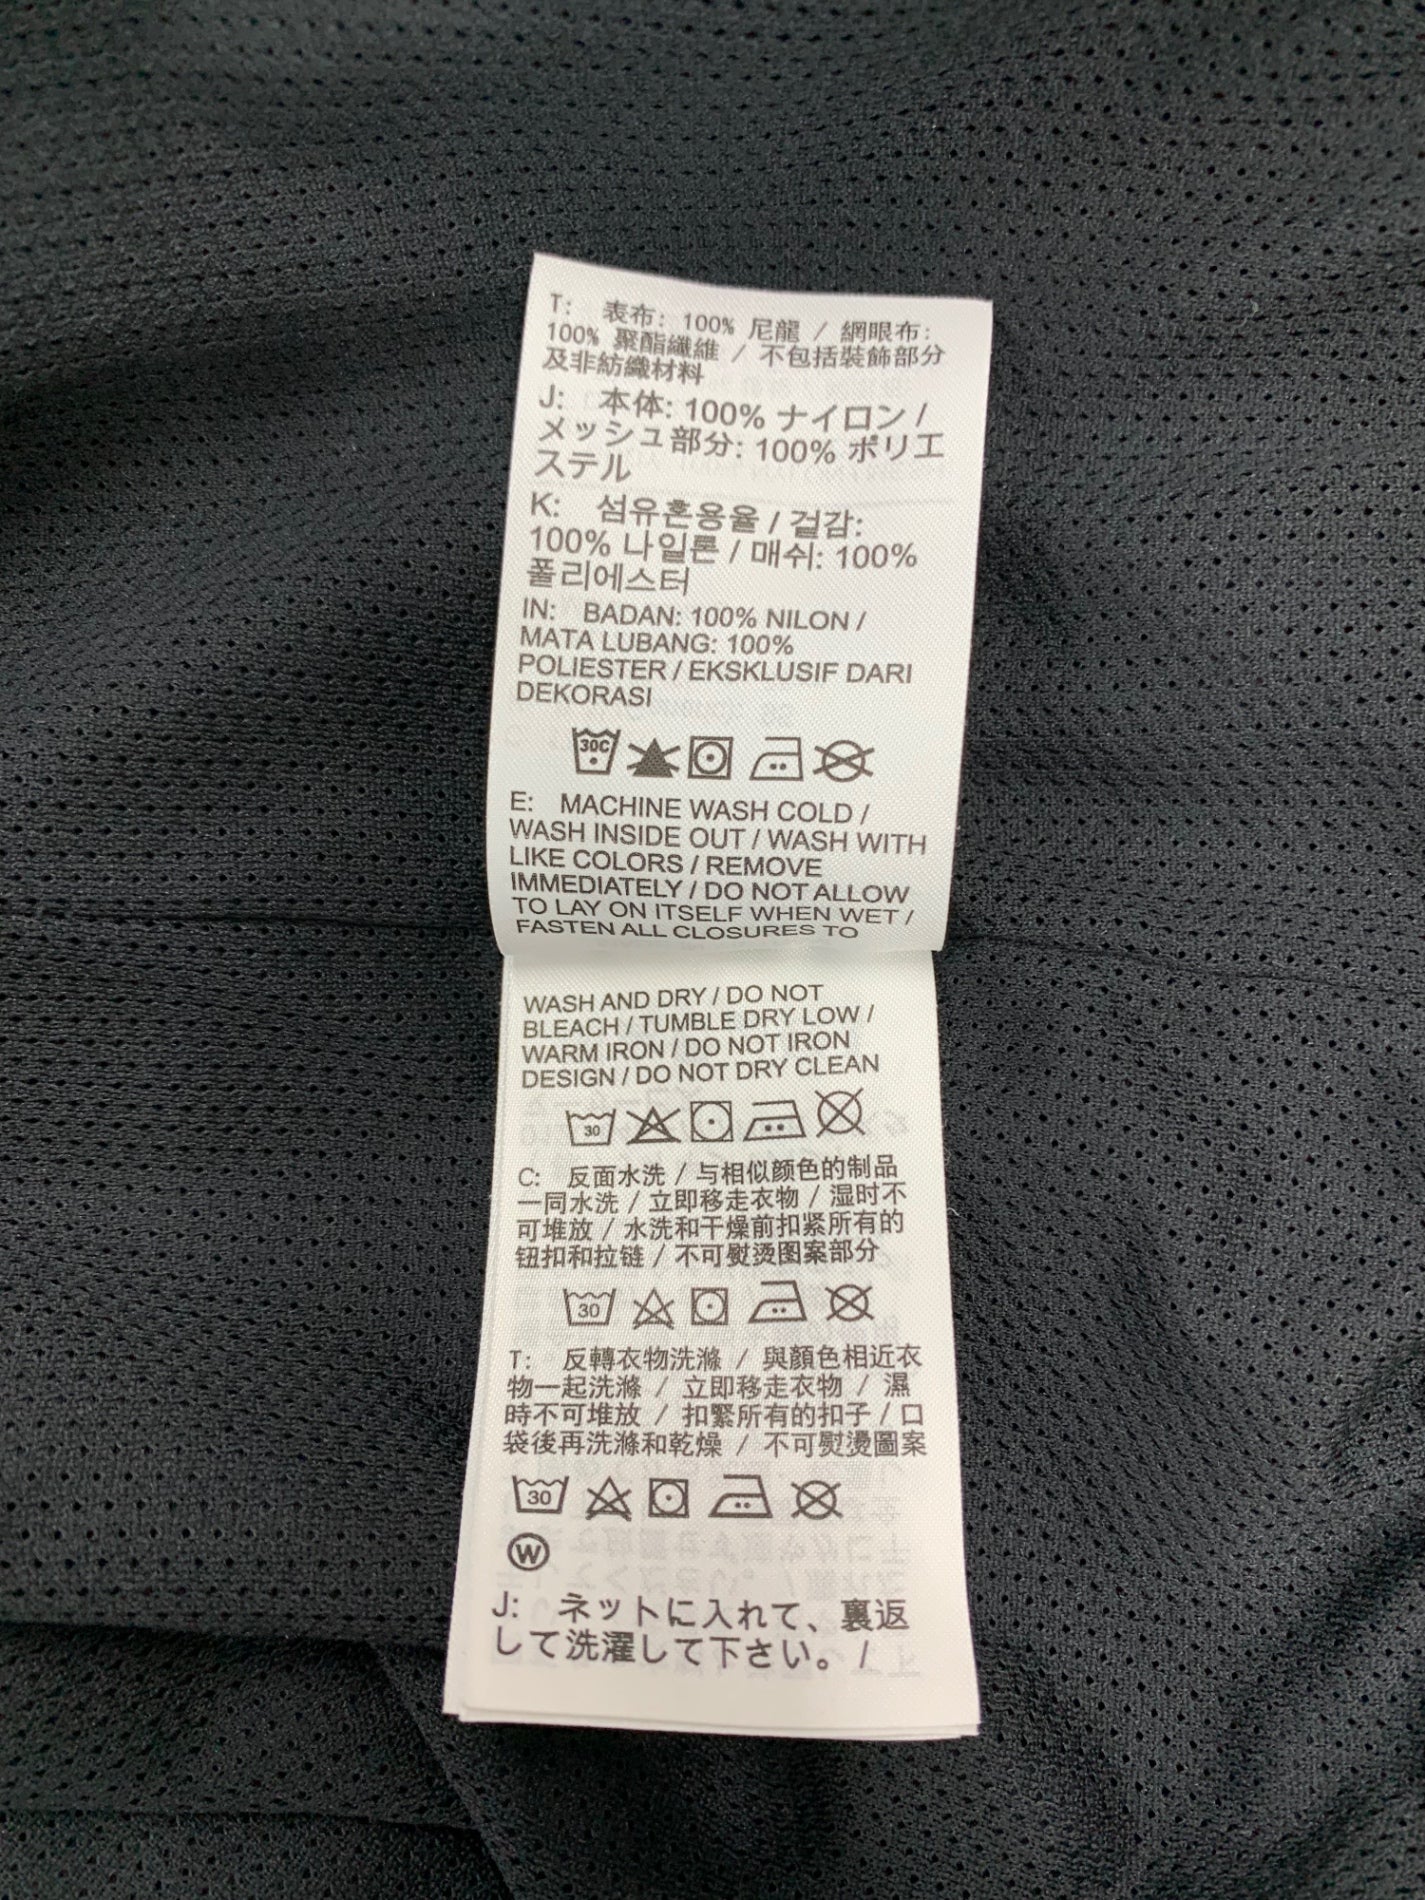 T: 表布: 100% 尼龍 / 網眼布:
100% 聚酯纖維 / 不包括裝飾部分
及非紡織材料
J: 本体: 100% ナイロン /
メッシュ部分: 100% ポリエ
ステル
K: 섬유혼용율 / 겉감:
100% 나일론 / 매쉬: 100%
폴리에스터
IN: BADAN: 100% NILON /
MATA LUBANG: 100%
POLIESTER / EKSKLUSIF DARI
DEKORASI
30C
E: MACHINE WASH COLD /
WASH INSIDE OUT / WASH WITH
LIKE COLORS / REMOVE
IMMEDIATELY / DO NOT ALLOW
TO LAY ON ITSELF WHEN WET /
FASTEN ALL CLOSURES TO
WASH AND DRY / DO NOT
BLEACH / TUMBLE DRY LOW /
WARM IRON / DO NOT IRON
DESIGN / DO NOT DRY CLEAN
30
C: 反面水洗 / 与相似颜色的制品
一同水洗 / 立即移走衣物 / 湿时不
可堆放 / 水洗和干燥前扣紧所有的
钮扣和拉链 / 不可熨烫图案部分
30
T: 反轉衣物洗滌 / 與顏色相近衣
物一起洗滌 / 立即移走衣物 / 濕
時不可堆放 / 扣緊所有的扣子 / 口
袋後再洗滌和乾燥 / 不可熨燙圖案
30
W
J: ネットに入れて、裏返
して洗濯して下さい。 /